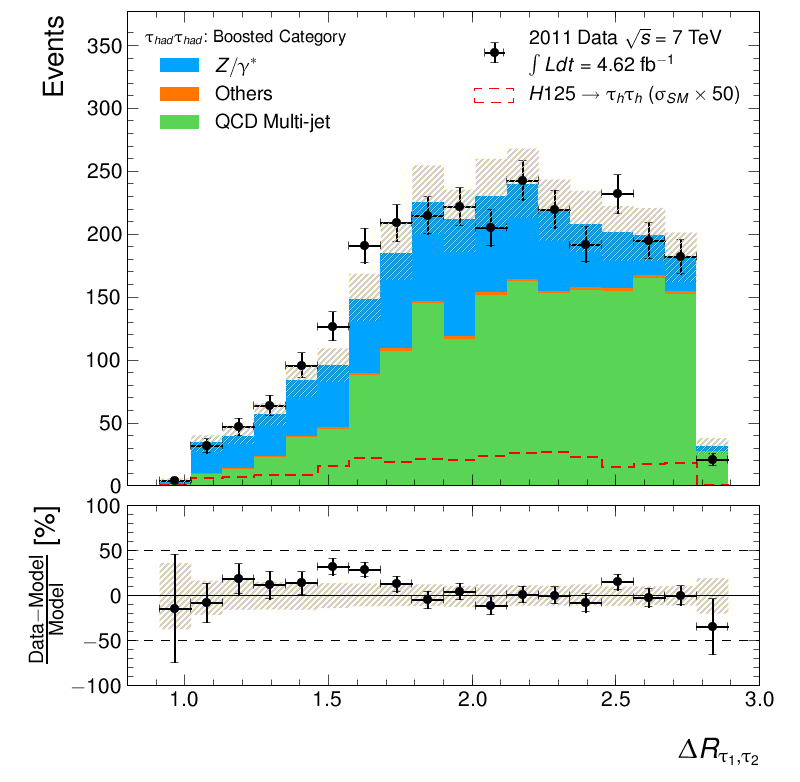 Events
350
300
250
200
150
100
50
0
τ_had τ_had: Boosted Category
Z/γ*
Others
QCD Multi-jet
2011 Data √s = 7 TeV
∫ Ldt = 4.62 fb⁻¹
H125 → τ_h τ_h (σ_SM × 50)
Data−Model
Model
[%]
100
50
0
−50
−100
1.0 1.5 2.0 2.5 3.0
ΔR_τ₁,τ₂